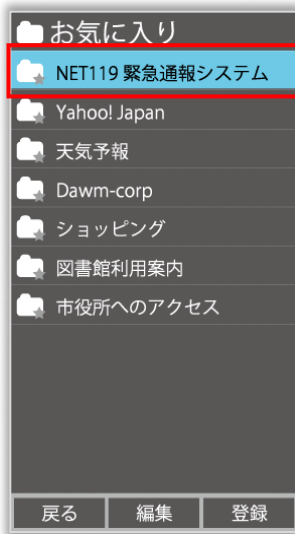 お気に入り
NET119 緊急通報システム
Yahoo! Japan
天気予報
Dawm-corp
ショッピング
図書館利用案内
市役所へのアクセス
戻る 編集 登録